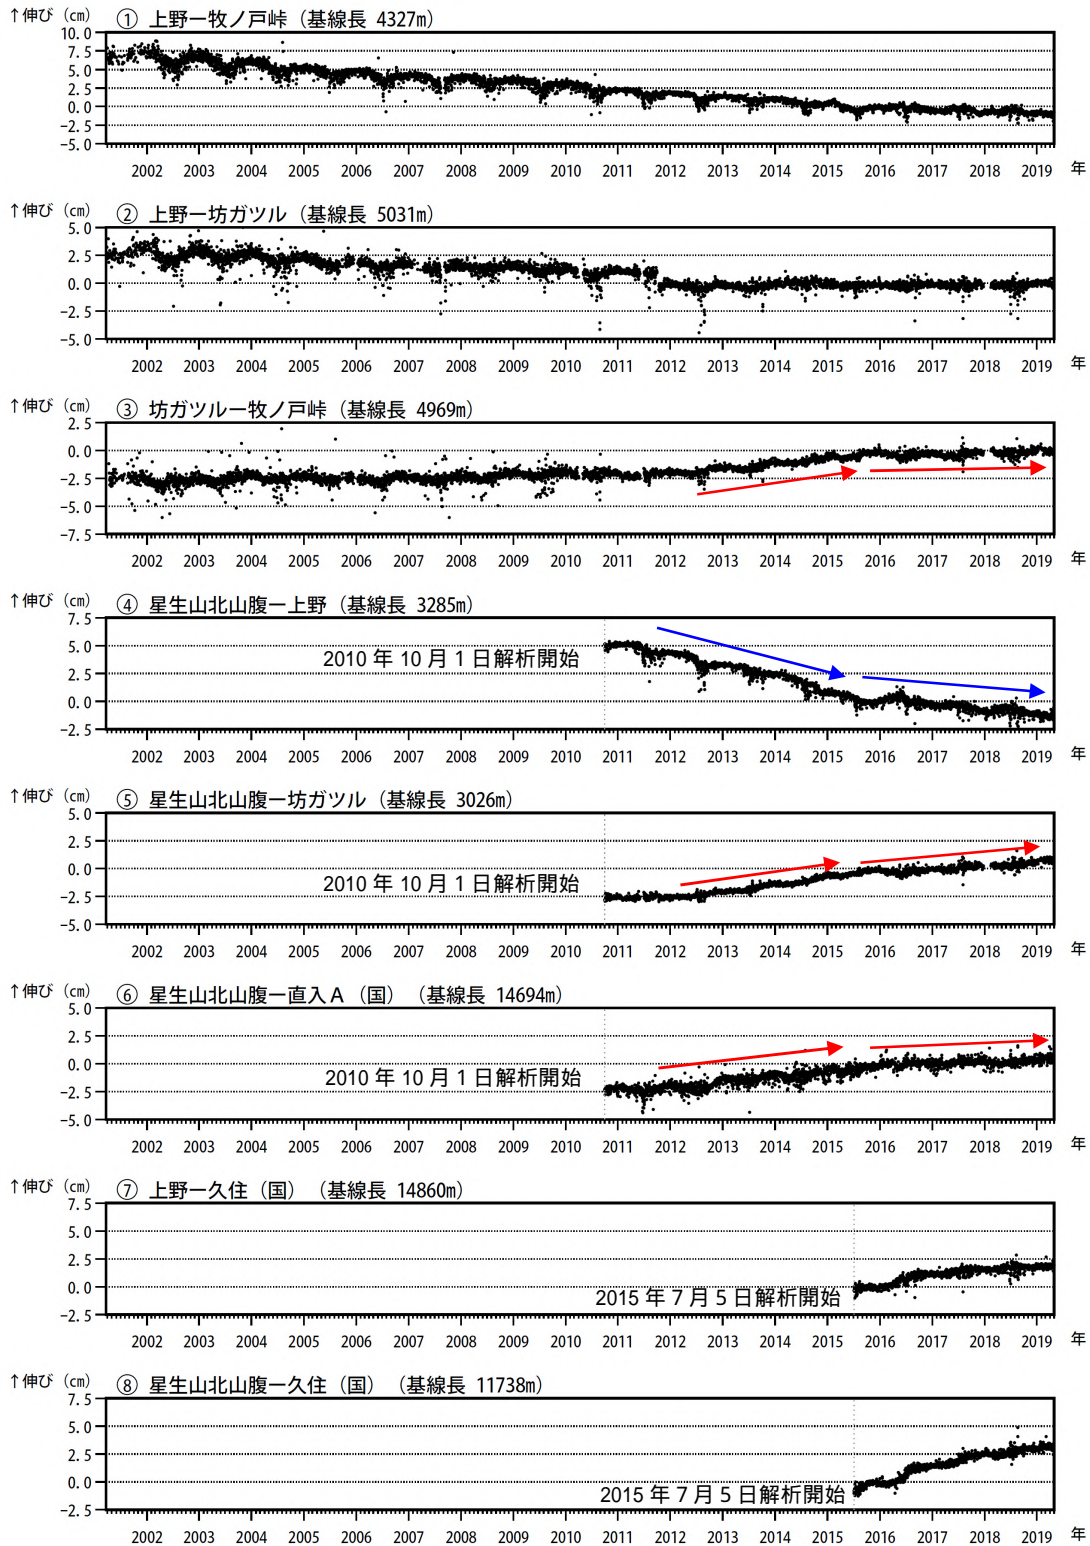 ↑伸び（㎝） ① 上野ー牧ノ戸峠（基線長 4327m）
10.0
7.5
5.0
2.5
0.0
−2.5
−5.0
2002 2003 2004 2005 2006 2007 2008 2009 2010 2011 2012 2013 2014 2015 2016 2017 2018 2019 年
↑伸び（㎝） ② 上野ー坊ガツル（基線長 5031m）
5.0
2.5
0.0
−2.5
−5.0
2002 2003 2004 2005 2006 2007 2008 2009 2010 2011 2012 2013 2014 2015 2016 2017 2018 2019 年
↑伸び（㎝） ③ 坊ガツルー牧ノ戸峠（基線長 4969m）
2.5
0.0
−2.5
−5.0
−7.5
2002 2003 2004 2005 2006 2007 2008 2009 2010 2011 2012 2013 2014 2015 2016 2017 2018 2019 年
↑伸び（㎝） ④ 星生山北山腹ー上野（基線長 3285m）
7.5
5.0
2010 年 10 月 1 日解析開始
2.5
0.0
−2.5
2002 2003 2004 2005 2006 2007 2008 2009 2010 2011 2012 2013 2014 2015 2016 2017 2018 2019 年
↑伸び（㎝） ⑤ 星生山北山腹ー坊ガツル（基線長 3026m）
5.0
2.5
0.0
2010 年 10 月 1 日解析開始
−2.5
−5.0
2002 2003 2004 2005 2006 2007 2008 2009 2010 2011 2012 2013 2014 2015 2016 2017 2018 2019 年
↑伸び（㎝） ⑥ 星生山北山腹ー直入Ａ（国）（基線長 14694m）
5.0
2.5
0.0
2010 年 10 月 1 日解析開始
−2.5
−5.0
2002 2003 2004 2005 2006 2007 2008 2009 2010 2011 2012 2013 2014 2015 2016 2017 2018 2019 年
↑伸び（㎝） ⑦ 上野ー久住（国）（基線長 14860m）
7.5
5.0
2.5
0.0
2015 年 7 月 5 日解析開始
−2.5
2002 2003 2004 2005 2006 2007 2008 2009 2010 2011 2012 2013 2014 2015 2016 2017 2018 2019 年
↑伸び（㎝） ⑧ 星生山北山腹ー久住（国）（基線長 11738m）
7.5
5.0
2.5
0.0
2015 年 7 月 5 日解析開始
−2.5
2002 2003 2004 2005 2006 2007 2008 2009 2010 2011 2012 2013 2014 2015 2016 2017 2018 2019 年